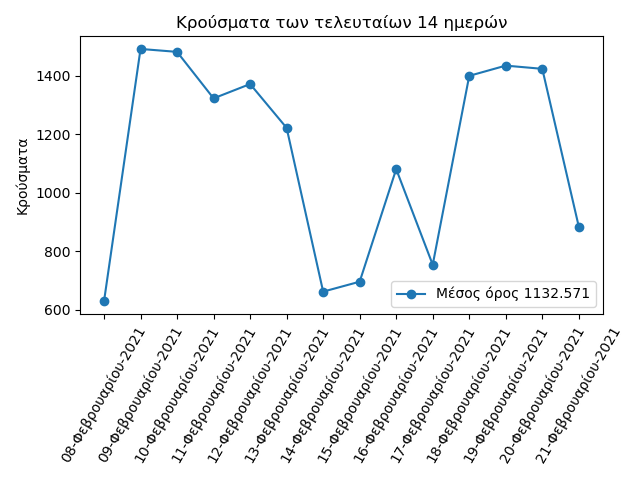 Κρούσματα των τελευταίων 14 ημερών
Κρούσματα
1400
1200
1000
800
600
Μέσος όρος 1132.571
08-Φεβρουαρίου-2021
09-Φεβρουαρίου-2021
10-Φεβρουαρίου-2021
11-Φεβρουαρίου-2021
12-Φεβρουαρίου-2021
13-Φεβρουαρίου-2021
14-Φεβρουαρίου-2021
15-Φεβρουαρίου-2021
16-Φεβρουαρίου-2021
17-Φεβρουαρίου-2021
18-Φεβρουαρίου-2021
19-Φεβρουαρίου-2021
20-Φεβρουαρίου-2021
21-Φεβρουαρίου-2021